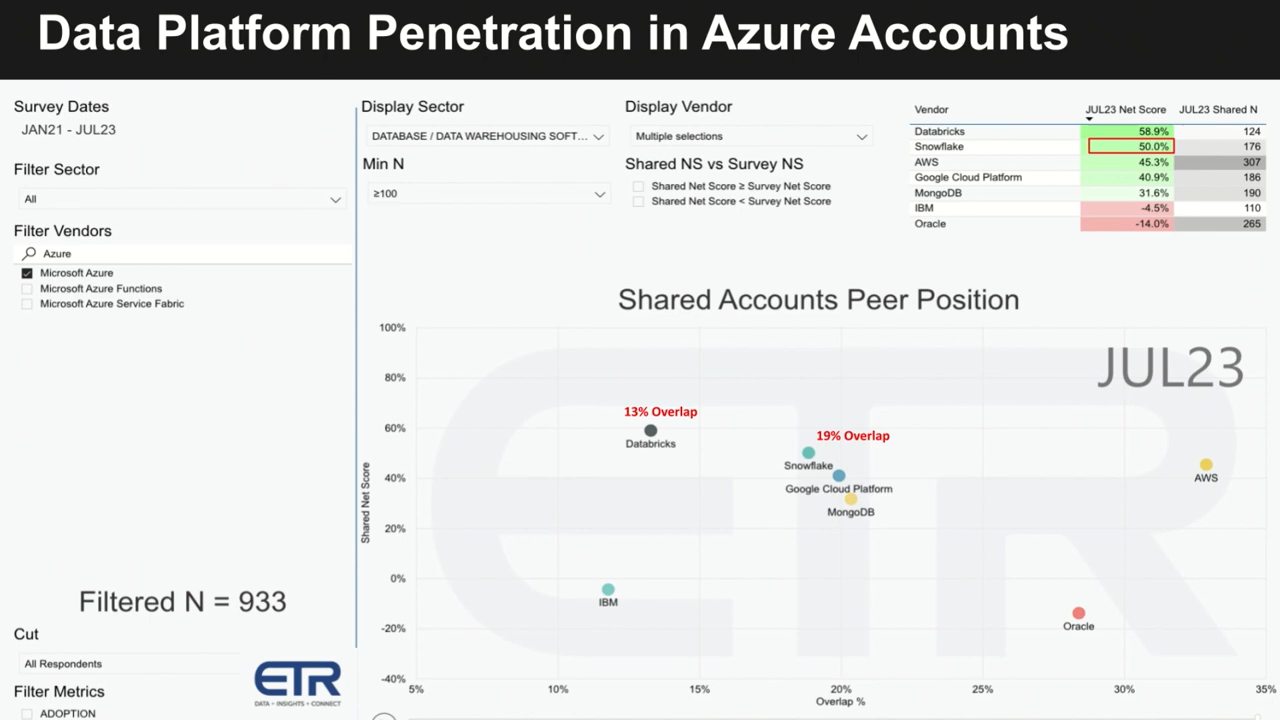 Data Platform Penetration in Azure Accounts
Survey Dates
JAN21 - JUL23
Filter Sector
All
Filter Vendors
Azure
Microsoft Azure
Microsoft Azure Functions
Microsoft Azure Service Fabric
Filtered N = 933
Cut
All Respondents
Filter Metrics
ADOPTION
ETR
DATA • INSIGHTS • CONNECT
Display Sector
DATABASE / DATA WAREHOUSING SOFT...
Min N
≥100
Display Vendor
Multiple selections
Shared NS vs Survey NS
Shared Net Score ≥ Survey Net Score
Shared Net Score < Survey Net Score
Vendor JUL23 Net Score JUL23 Shared N
Databricks 58.9% 124
Snowflake 50.0% 176
AWS 45.3% 307
Google Cloud Platform 40.9% 186
MongoDB 31.6% 190
IBM -4.5% 110
Oracle -14.0% 265
Shared Accounts Peer Position
JUL23
100%
80%
60%
40%
20%
0%
-20%
-40%
Shared Net Score
13% Overlap
Databricks
19% Overlap
Snowflake
Google Cloud Platform
MongoDB
AWS
IBM
Oracle
5% 10% 15% 20% 25% 30% 35%
Overlap %